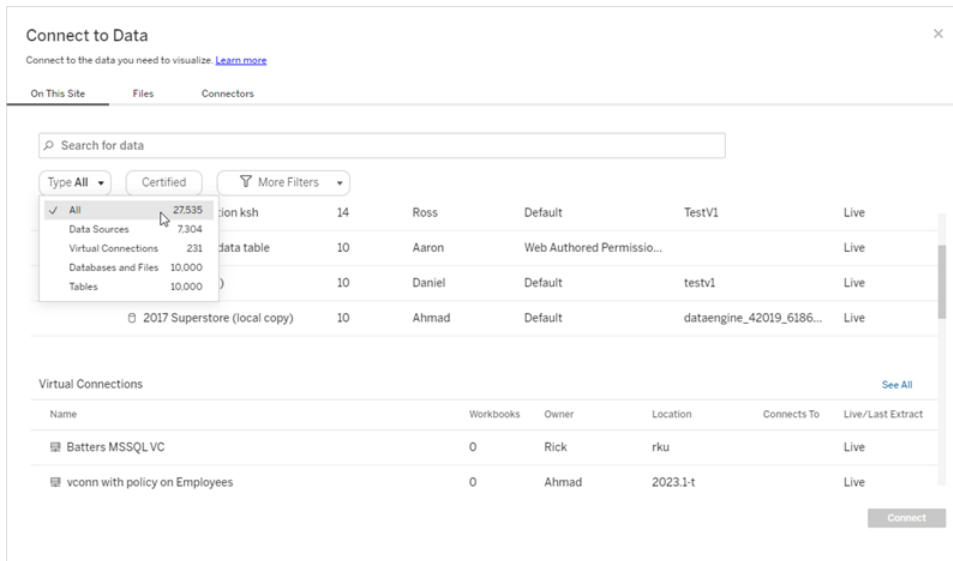 Connect to Data
Connect to the data you need to visualize. Learn more
On This Site Files Connectors
Search for data
Type All Certified More Filters
All 27,535
Data Sources 7,304
Virtual Connections 231
Databases and Files 10,000
Tables 10,000
ion ksh 14 Ross Default TestV1 Live
data table 10 Aaron Web Authored Permissio... Live
) 10 Daniel Default testv1 Live
2017 Superstore (local copy) 10 Ahmad Default dataengine_42019_6186... Live
Virtual Connections See All
Name Workbooks Owner Location Connects To Live/Last Extract
Batters MSSQL VC 0 Rick rku Live
vconn with policy on Employees 0 Ahmad 2023.1-t Live
Connect